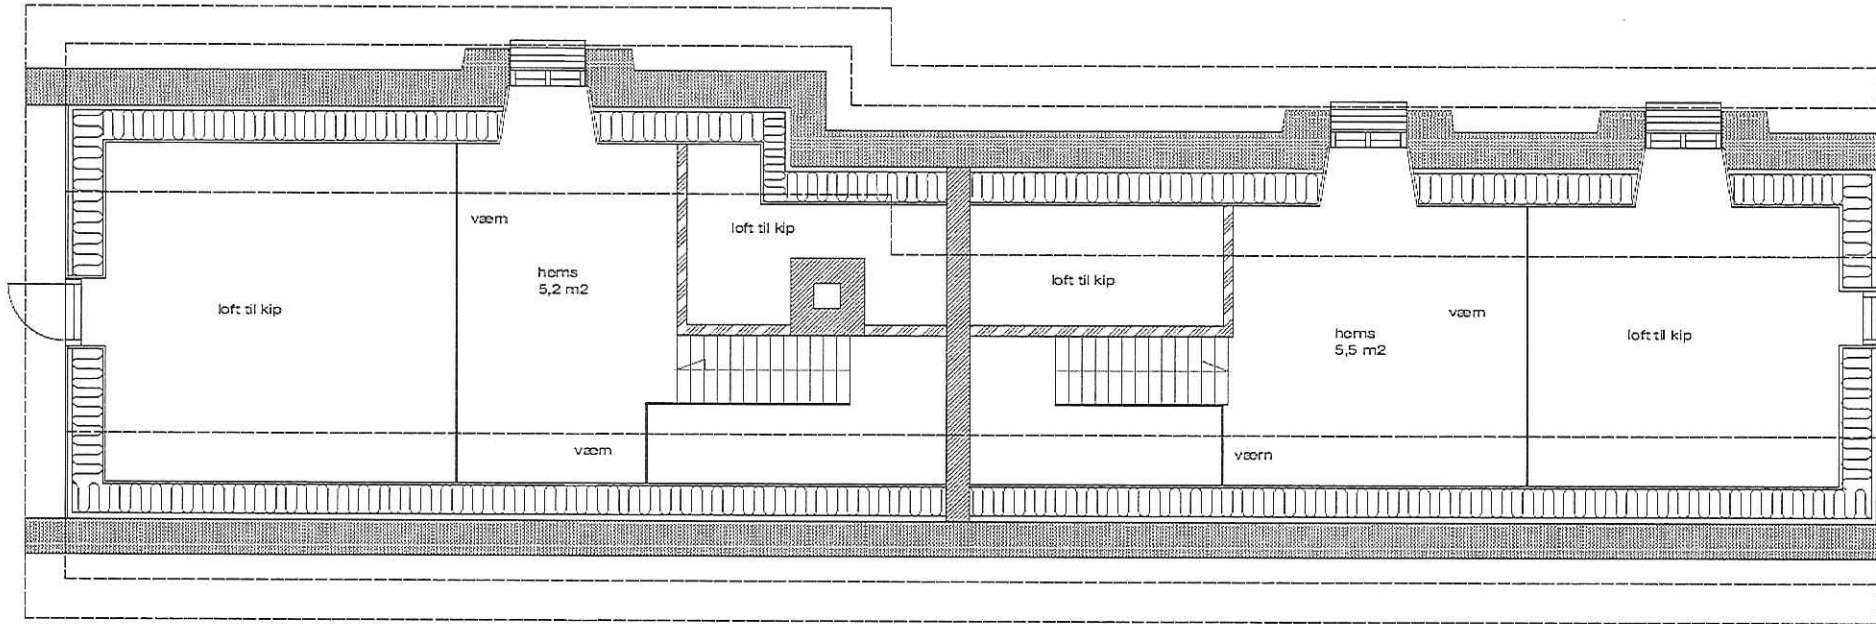 værn
loft til kip
hems
5,2 m2
loft til kip
loft til kip
værn
hems
5,5 m2
værn
loft til kip
værn